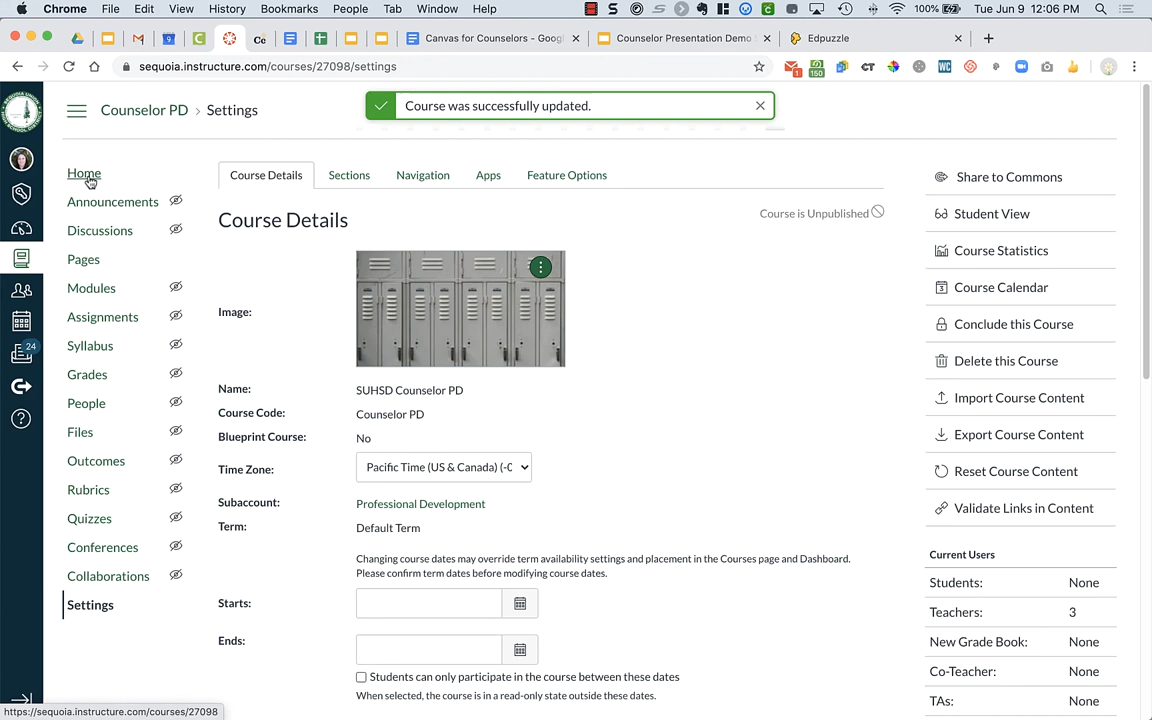 Chrome File Edit View History Bookmarks People Tab Window Help 100% Tue Jun 9 12:06 PM
Canvas for Counselors - Goog × Counselor Presentation Demo × Edpuzzle ×
sequoia.instructure.com/courses/27098/settings
Counselor PD › Settings
Course was successfully updated.
Home
Announcements
Discussions
Pages
Modules
Assignments
Syllabus
Grades
People
Files
Outcomes
Rubrics
Quizzes
Conferences
Collaborations
Settings
24
Course Details Sections Navigation Apps Feature Options
Course Details
Course is Unpublished
Image:
Name: SUHSD Counselor PD
Course Code: Counselor PD
Blueprint Course: No
Time Zone: Pacific Time (US & Canada) (-0
Subaccount: Professional Development
Term: Default Term
Changing course dates may override term availability settings and placement in the Courses page and Dashboard.
Please confirm term dates before modifying course dates.
Starts:
Ends:
Students can only participate in the course between these dates
When selected, the course is in a read-only state outside these dates.
Share to Commons
Student View
Course Statistics
Course Calendar
Conclude this Course
Delete this Course
Import Course Content
Export Course Content
Reset Course Content
Validate Links in Content
Current Users
Students: None
Teachers: 3
New Grade Book: None
Co-Teacher: None
TAs: None
https://sequoia.instructure.com/courses/27098